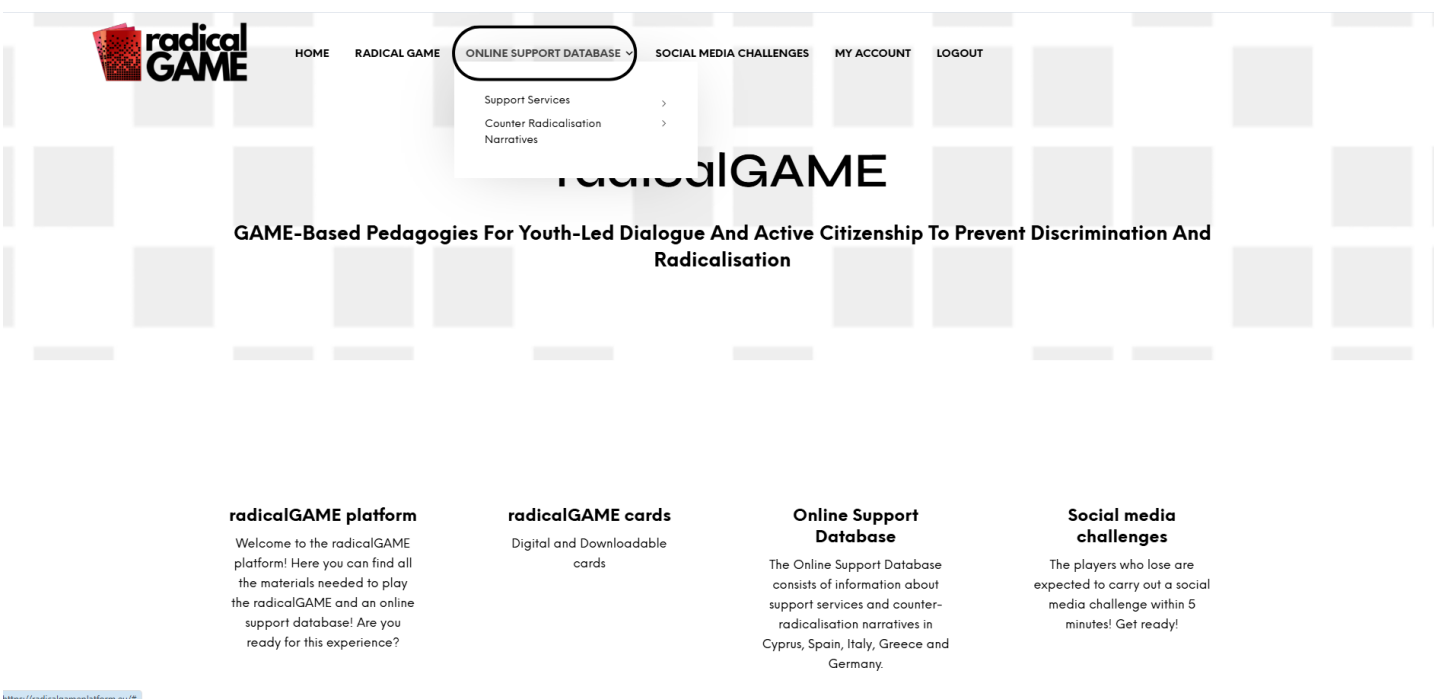 radical
GAME
HOME RADICAL GAME ONLINE SUPPORT DATABASE SOCIAL MEDIA CHALLENGES MY ACCOUNT LOGOUT
Support Services
Counter Radicalisation
Narratives
radicalGAME
GAME-Based Pedagogies For Youth-Led Dialogue And Active Citizenship To Prevent Discrimination And
Radicalisation
radicalGAME platform
Welcome to the radicalGAME
platform! Here you can find all
the materials needed to play
the radicalGAME and an online
support database! Are you
ready for this experience?
radicalGAME cards
Digital and Downloadable
cards
Online Support
Database
The Online Support Database
consists of information about
support services and counter-
radicalisation narratives in
Cyprus, Spain, Italy, Greece and
Germany.
Social media
challenges
The players who lose are
expected to carry out a social
media challenge within 5
minutes! Get ready!